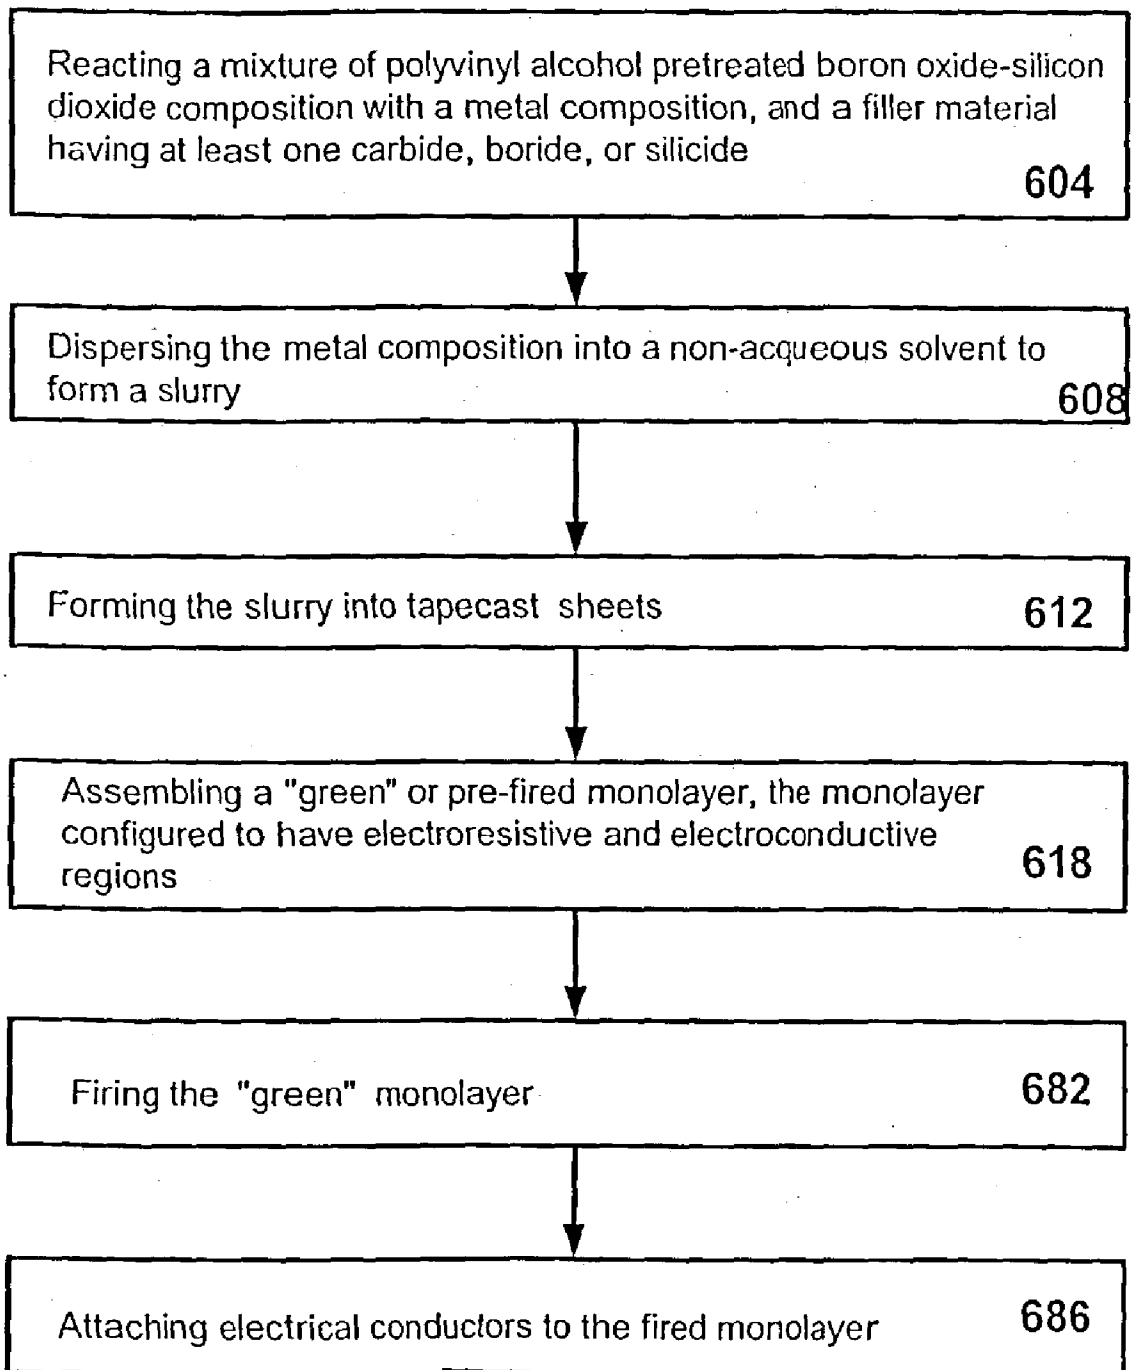 Reacting a mixture of polyvinyl alcohol pretreated boron oxide-silicon
dioxide composition with a metal composition, and a filler material
having at least one carbide, boride, or silicide
604
Dispersing the metal composition into a non-acqueous solvent to
form a slurry
608
Forming the slurry into tapecast sheets
612
Assembling a "green" or pre-fired monolayer, the monolayer
configured to have electroresistive and electroconductive
regions
618
Firing the "green" monolayer
682
Attaching electrical conductors to the fired monolayer
686